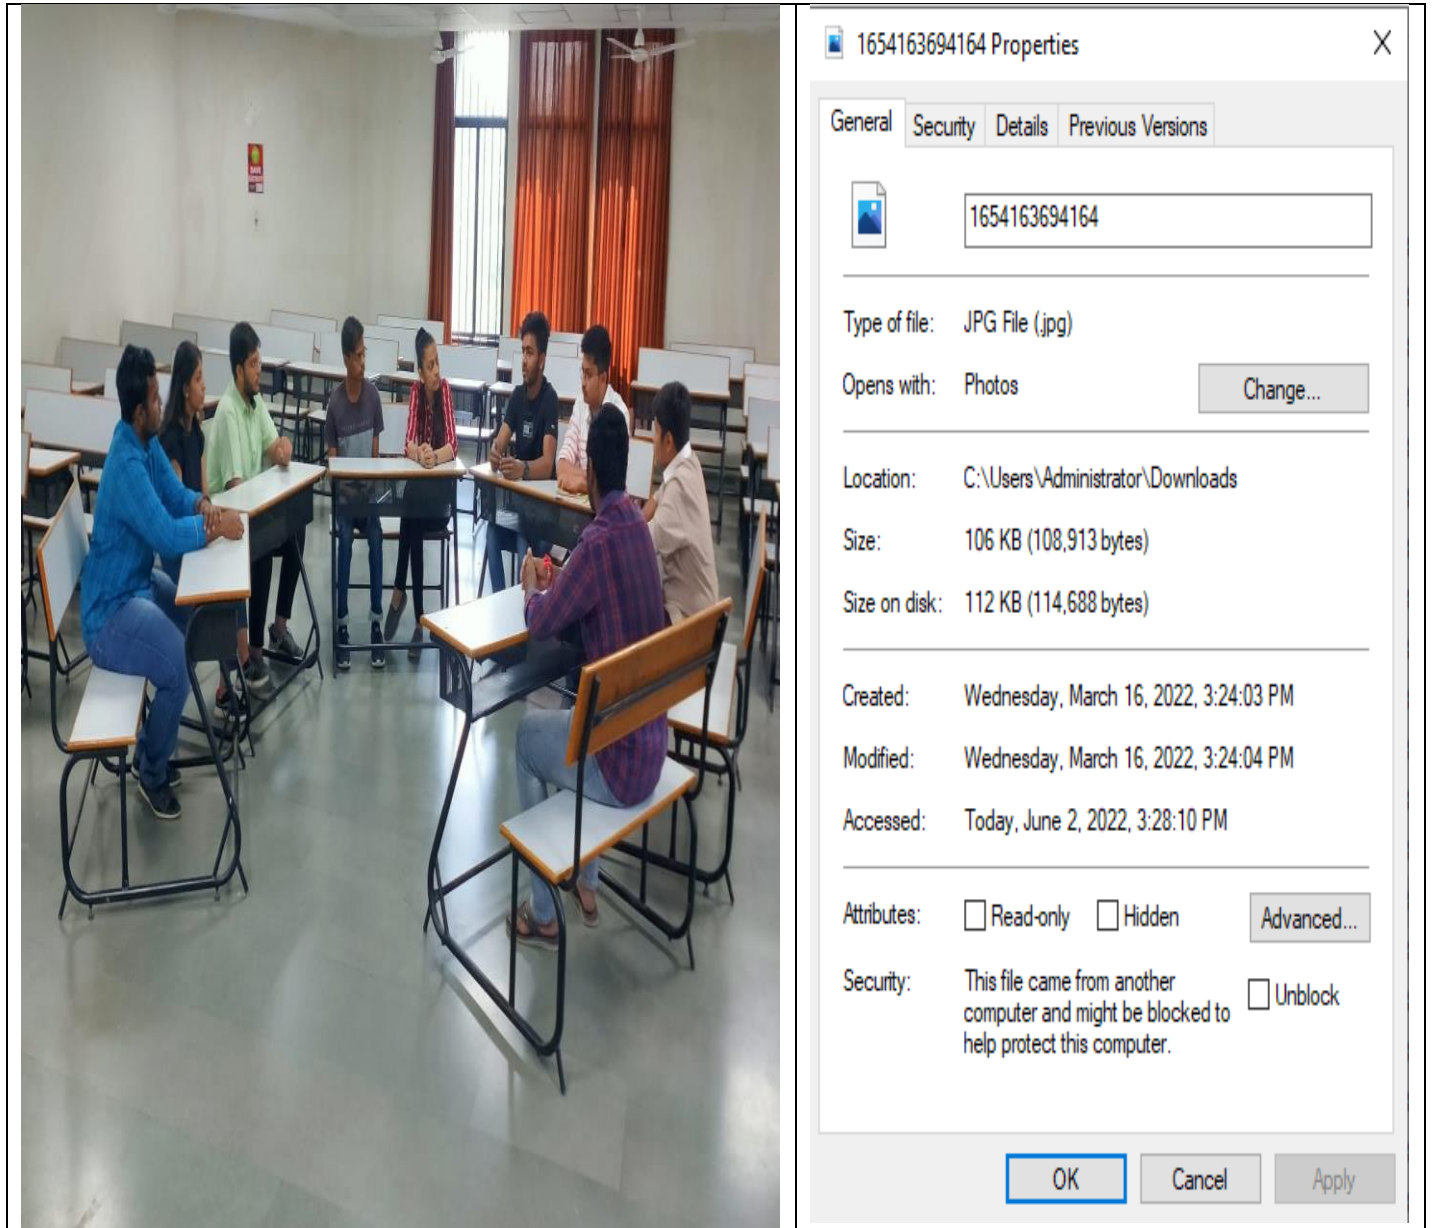 1654163694164 Properties
General Security Details Previous Versions
1654163694164
Type of file: JPG File (.jpg)
Opens with: Photos Change...
Location: C:\Users\Administrator\Downloads
Size: 106 KB (108,913 bytes)
Size on disk: 112 KB (114,688 bytes)
Created: Wednesday, March 16, 2022, 3:24:03 PM
Modified: Wednesday, March 16, 2022, 3:24:04 PM
Accessed: Today, June 2, 2022, 3:28:10 PM
Attributes: Read-only Hidden Advanced...
Security: This file came from another
computer and might be blocked to
help protect this computer.
Unblock
OK Cancel Apply